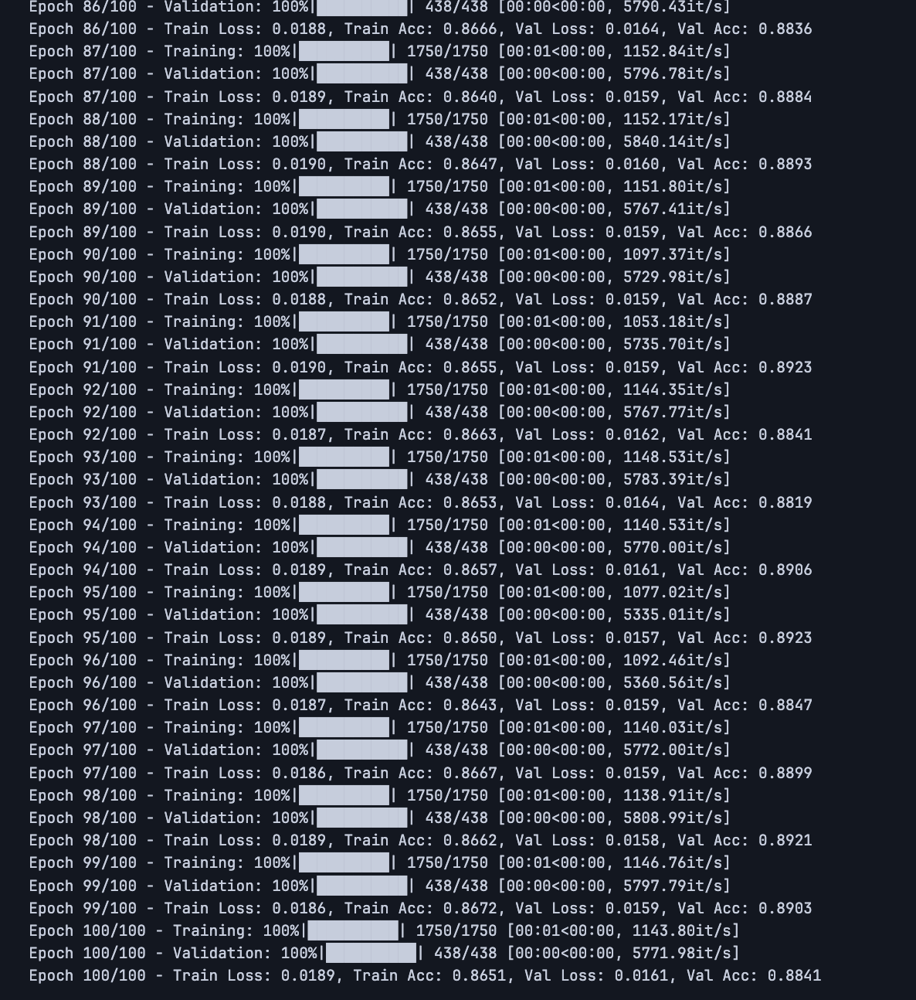 Epoch 86/100 - Validation: 100%|██████████| 438/438 [00:00<00:00, 5790.43it/s]
Epoch 86/100 - Train Loss: 0.0188, Train Acc: 0.8666, Val Loss: 0.0164, Val Acc: 0.8836
Epoch 87/100 - Training: 100%|██████████| 1750/1750 [00:01<00:00, 1152.84it/s]
Epoch 87/100 - Validation: 100%|██████████| 438/438 [00:00<00:00, 5796.78it/s]
Epoch 87/100 - Train Loss: 0.0189, Train Acc: 0.8640, Val Loss: 0.0159, Val Acc: 0.8884
Epoch 88/100 - Training: 100%|██████████| 1750/1750 [00:01<00:00, 1152.17it/s]
Epoch 88/100 - Validation: 100%|██████████| 438/438 [00:00<00:00, 5840.14it/s]
Epoch 88/100 - Train Loss: 0.0190, Train Acc: 0.8647, Val Loss: 0.0160, Val Acc: 0.8893
Epoch 89/100 - Training: 100%|██████████| 1750/1750 [00:01<00:00, 1151.80it/s]
Epoch 89/100 - Validation: 100%|██████████| 438/438 [00:00<00:00, 5767.41it/s]
Epoch 89/100 - Train Loss: 0.0190, Train Acc: 0.8655, Val Loss: 0.0159, Val Acc: 0.8866
Epoch 90/100 - Training: 100%|██████████| 1750/1750 [00:01<00:00, 1097.37it/s]
Epoch 90/100 - Validation: 100%|██████████| 438/438 [00:00<00:00, 5729.98it/s]
Epoch 90/100 - Train Loss: 0.0188, Train Acc: 0.8652, Val Loss: 0.0159, Val Acc: 0.8887
Epoch 91/100 - Training: 100%|██████████| 1750/1750 [00:01<00:00, 1053.18it/s]
Epoch 91/100 - Validation: 100%|██████████| 438/438 [00:00<00:00, 5735.70it/s]
Epoch 91/100 - Train Loss: 0.0190, Train Acc: 0.8655, Val Loss: 0.0159, Val Acc: 0.8923
Epoch 92/100 - Training: 100%|██████████| 1750/1750 [00:01<00:00, 1144.35it/s]
Epoch 92/100 - Validation: 100%|██████████| 438/438 [00:00<00:00, 5767.77it/s]
Epoch 92/100 - Train Loss: 0.0187, Train Acc: 0.8663, Val Loss: 0.0162, Val Acc: 0.8841
Epoch 93/100 - Training: 100%|██████████| 1750/1750 [00:01<00:00, 1148.53it/s]
Epoch 93/100 - Validation: 100%|██████████| 438/438 [00:00<00:00, 5783.39it/s]
Epoch 93/100 - Train Loss: 0.0188, Train Acc: 0.8653, Val Loss: 0.0164, Val Acc: 0.8819
Epoch 94/100 - Training: 100%|██████████| 1750/1750 [00:01<00:00, 1140.53it/s]
Epoch 94/100 - Validation: 100%|██████████| 438/438 [00:00<00:00, 5770.00it/s]
Epoch 94/100 - Train Loss: 0.0189, Train Acc: 0.8657, Val Loss: 0.0161, Val Acc: 0.8906
Epoch 95/100 - Training: 100%|██████████| 1750/1750 [00:01<00:00, 1077.02it/s]
Epoch 95/100 - Validation: 100%|██████████| 438/438 [00:00<00:00, 5335.01it/s]
Epoch 95/100 - Train Loss: 0.0189, Train Acc: 0.8650, Val Loss: 0.0157, Val Acc: 0.8923
Epoch 96/100 - Training: 100%|██████████| 1750/1750 [00:01<00:00, 1092.46it/s]
Epoch 96/100 - Validation: 100%|██████████| 438/438 [00:00<00:00, 5360.56it/s]
Epoch 96/100 - Train Loss: 0.0187, Train Acc: 0.8643, Val Loss: 0.0159, Val Acc: 0.8847
Epoch 97/100 - Training: 100%|██████████| 1750/1750 [00:01<00:00, 1140.03it/s]
Epoch 97/100 - Validation: 100%|██████████| 438/438 [00:00<00:00, 5772.00it/s]
Epoch 97/100 - Train Loss: 0.0186, Train Acc: 0.8667, Val Loss: 0.0159, Val Acc: 0.8899
Epoch 98/100 - Training: 100%|██████████| 1750/1750 [00:01<00:00, 1138.91it/s]
Epoch 98/100 - Validation: 100%|██████████| 438/438 [00:00<00:00, 5808.99it/s]
Epoch 98/100 - Train Loss: 0.0189, Train Acc: 0.8662, Val Loss: 0.0158, Val Acc: 0.8921
Epoch 99/100 - Training: 100%|██████████| 1750/1750 [00:01<00:00, 1146.76it/s]
Epoch 99/100 - Validation: 100%|██████████| 438/438 [00:00<00:00, 5797.79it/s]
Epoch 99/100 - Train Loss: 0.0186, Train Acc: 0.8672, Val Loss: 0.0159, Val Acc: 0.8903
Epoch 100/100 - Training: 100%|██████████| 1750/1750 [00:01<00:00, 1143.80it/s]
Epoch 100/100 - Validation: 100%|██████████| 438/438 [00:00<00:00, 5771.98it/s]
Epoch 100/100 - Train Loss: 0.0189, Train Acc: 0.8651, Val Loss: 0.0161, Val Acc: 0.8841